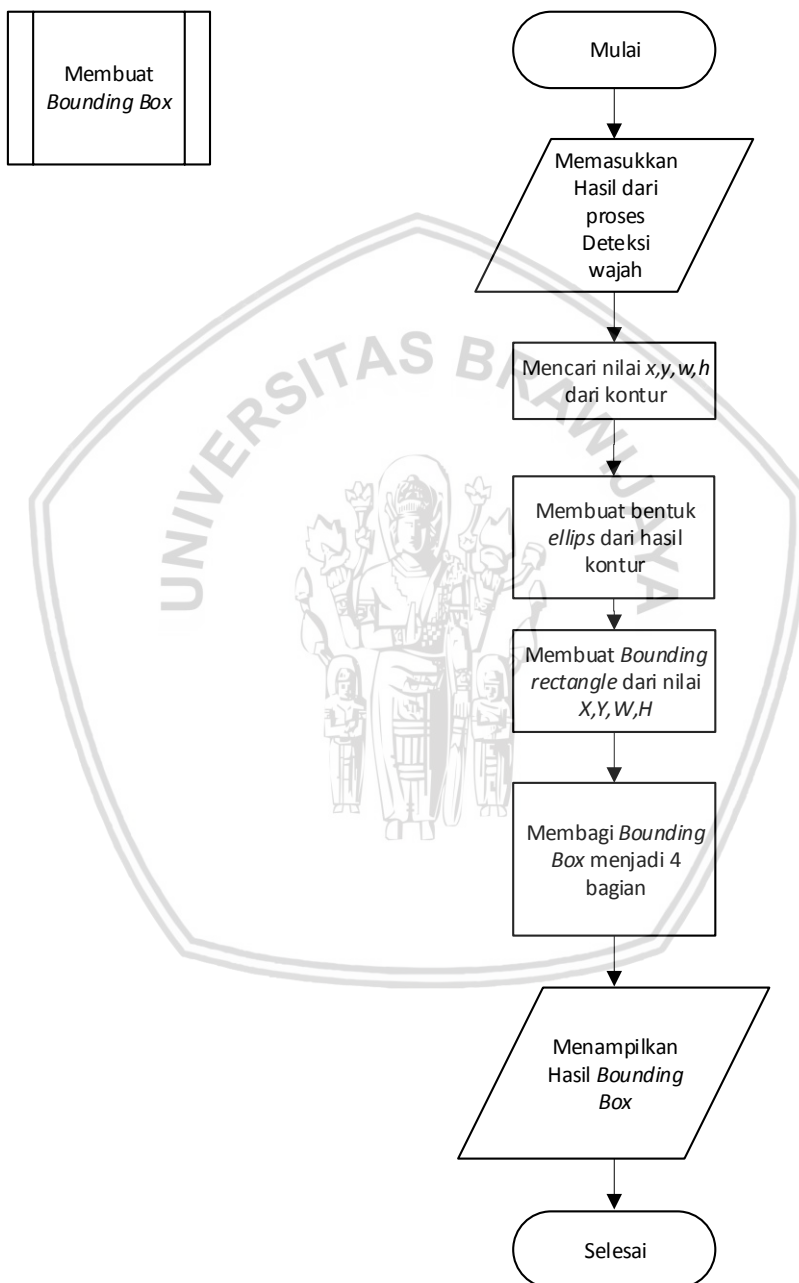 Membuat
Bounding Box
Mulai
Memasukkan
Hasil dari
proses
Deteksi
wajah
Mencari nilai x,y,w,h
dari kontur
Membuat bentuk
ellips dari hasil
kontur
Membuat Bounding
rectangle dari nilai
X,Y,W,H
Membagi Bounding
Box menjadi 4
bagian
Menampilkan
Hasil Bounding
Box
Selesai
UNIVERSITAS BRAWIJAYA